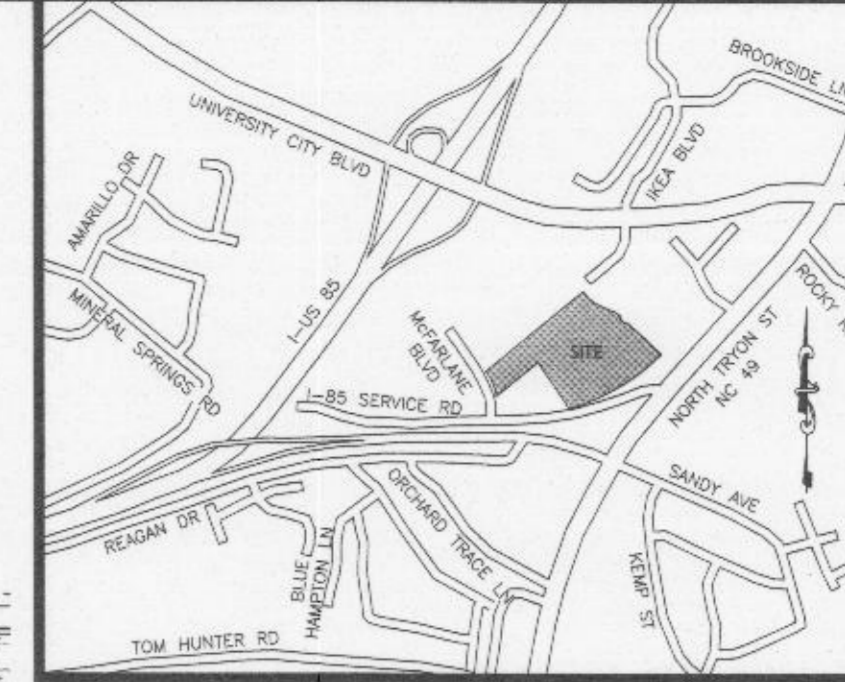 BROOKSIDE LN
UNIVERSITY CITY BLVD
IKEA BLVD
AMARILLO DR
MINERAL SPRINGS RD
I-US 85
McFARLANE
BLVD
SITE
ROCKY
NORTH TRYON ST
NC 49
I-85 SERVICE RD
SANDY AVE
ORCHARD TRACE LN
REAGAN DR
BLUE
HAMPTON LN
KEMP ST
TOM HUNTER RD